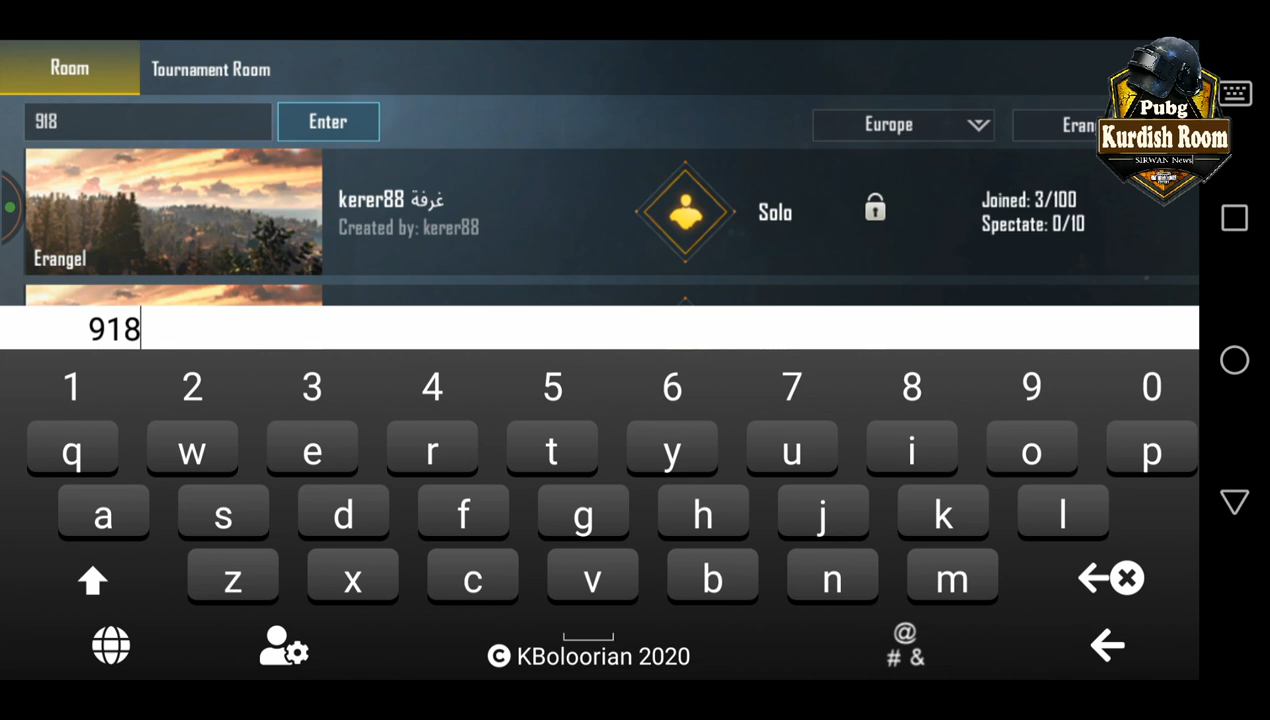 Room
Tournament Room
918
Enter
Europe
Eran
Pubg
Kurdish Room
SIRWAN News
kerer88 غرفة
Created by: kerer88
Solo
Joined: 3/100
Spectate: 0/10
Erangel
918
1 2 3 4 5 6 7 8 9 0
q w e r t y u i o p
a s d f g h j k l
z x c v b n m
@
# &
© KBoloorian 2020